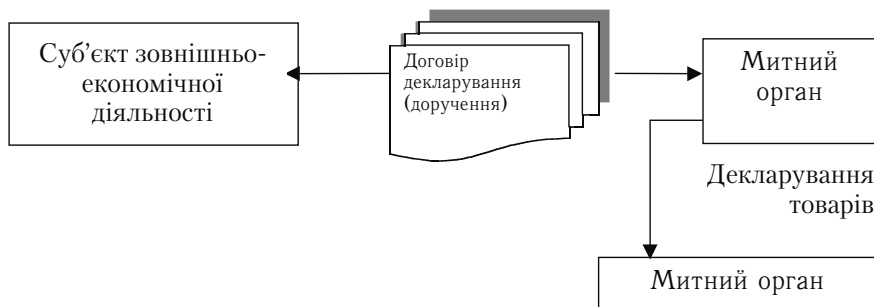 Суб’єкт зовнішньо-
економічної
діяльності
Договір
декларування
(доручення)
Митний
орган
Декларування
товарів
Митний орган